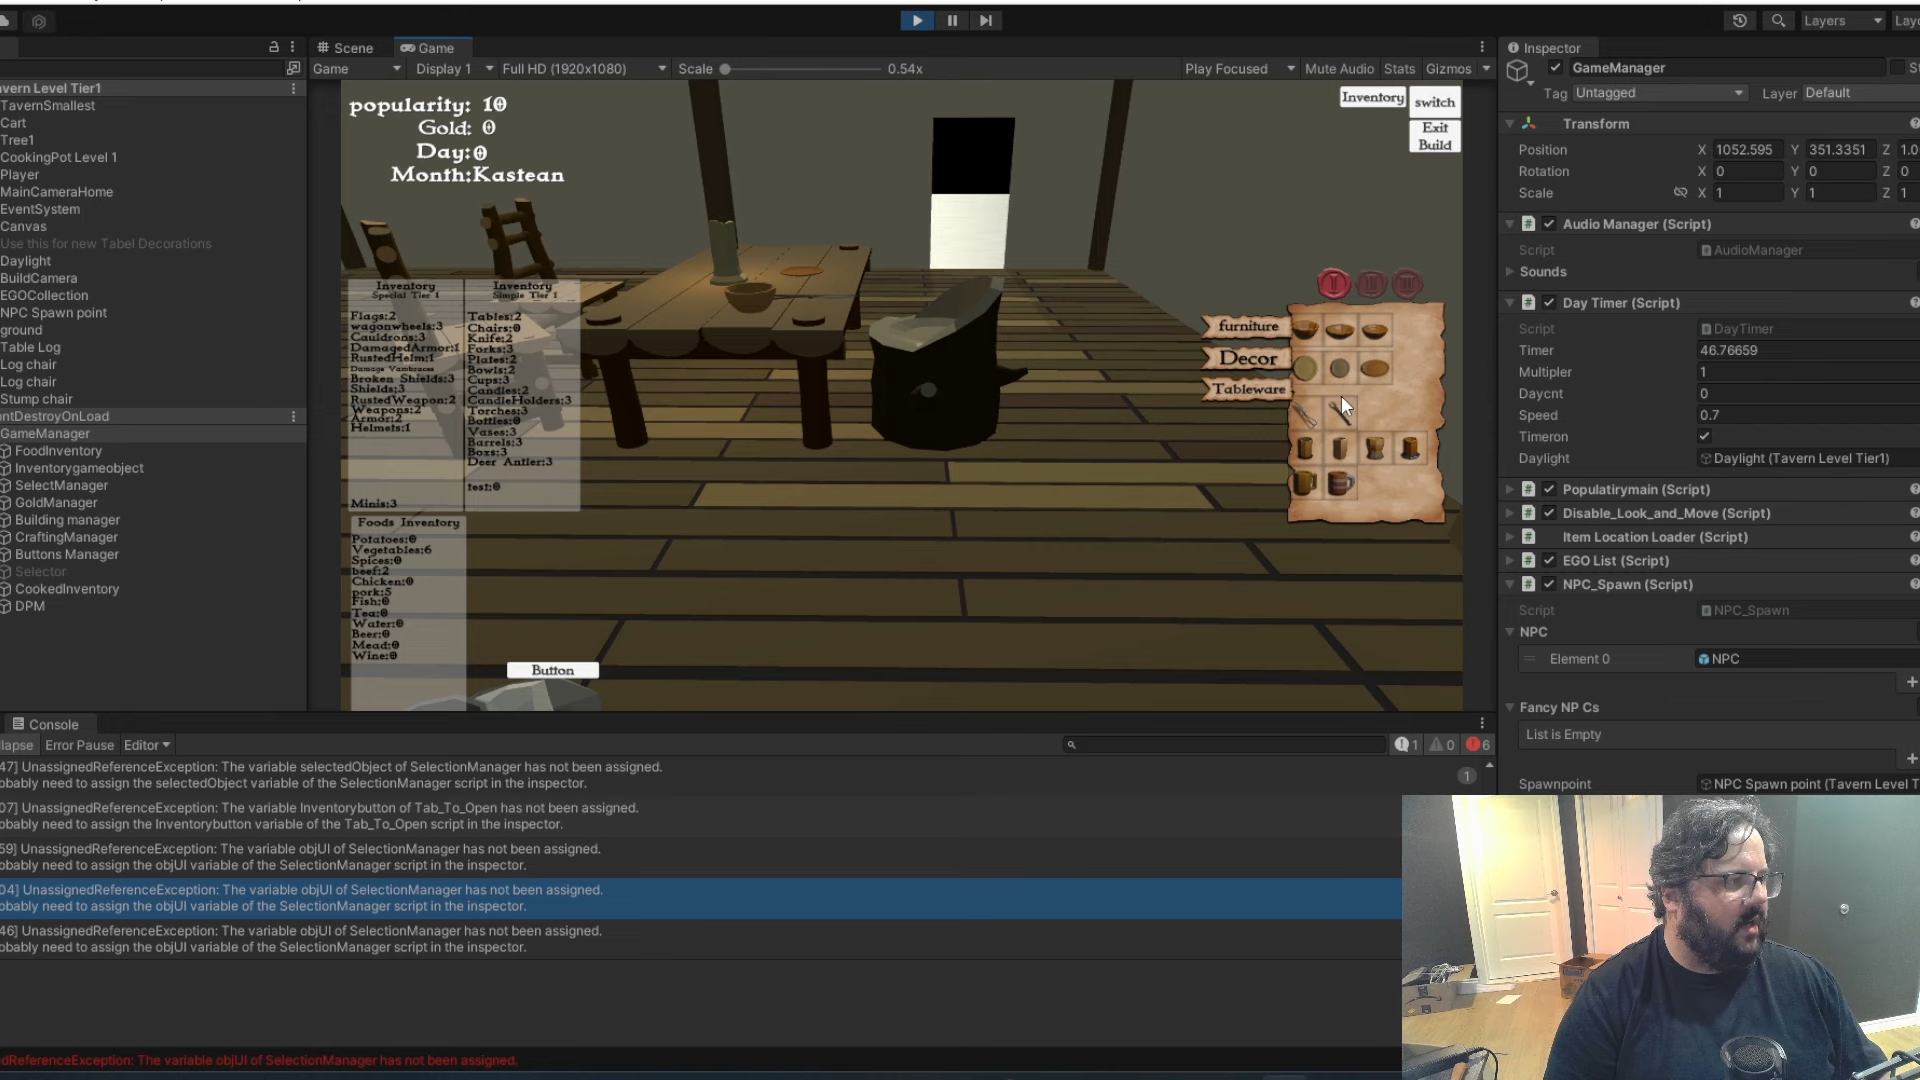 Layers
Scene
Game
Inspector
Game
Display 1
Full HD (1920x1080)
Scale
0.54x
Play Focused
Mute Audio
Stats
Gizmos
GameManager
Tag
Untagged
Layer
Default
avern Level Tier1
TavernSmallest
Cart
Tree1
CookingPot Level 1
Player
MainCameraHome
EventSystem
Canvas
Use this for new Tabel Decorations
Daylight
BuildCamera
EGOCollection
NPC Spawn point
ground
Table Log
Log chair
Log chair
Stump chair
ontDestroyOnLoad
GameManager
FoodInventory
Inventorygameobject
SelectManager
GoldManager
Building manager
CraftingManager
Buttons Manager
Selector
CookedInventory
DPM
popularity: 10
Gold: 0
Day:0
Month:Kastean
Inventory
switch
Exit
Build
Inventory
Special Tier 1
Flags:2
wagonwheels:3
Cauldrons:3
DamagedArmor:1
RustedHelm:1
Damage Vambraces
Broken Shields:3
Shields:3
RustedWeapon:2
Weapons:2
Armor:2
Helmets:1
Minis:3
Inventory
Simple Tier 1
Tables:2
Chairs:0
Knife:2
Forks:3
Plates:2
Bowls:2
Cups:3
Candles:2
CandleHolders:3
Torches:3
Bottles:0
Vases:3
Barrels:3
Boxs:3
Deer Antler:3
test:0
Foods Inventory
Potatoes:0
Vegetables:6
Spices:0
beef:2
Chicken:0
pork:5
Fish:0
Tea:0
Water:0
Beer:0
Mead:0
Wine:0
Button
furniture
Decor
Tableware
Transform
Position
X 1052.595 Y 351.3351 Z 1.0
Rotation
X 0 Y 0 Z 0
Scale
X 1 Y 1 Z 1
Audio Manager (Script)
Script
AudioManager
Sounds
Day Timer (Script)
Script
DayTimer
Timer
46.76659
Multipler
1
Daycnt
0
Speed
0.7
Timeron
Daylight
Daylight (Tavern Level Tier1)
Populatirymain (Script)
Disable_Look_and_Move (Script)
Item Location Loader (Script)
EGO List (Script)
NPC_Spawn (Script)
Script
NPC_Spawn
NPC
Element 0
NPC
Fancy NP Cs
List is Empty
Spawnpoint
NPC Spawn point (Tavern Level T
Console
llapse
Error Pause
Editor
1
0
6
47] UnassignedReferenceException: The variable selectedObject of SelectionManager has not been assigned.
obably need to assign the selectedObject variable of the SelectionManager script in the inspector.
1
07] UnassignedReferenceException: The variable Inventorybutton of Tab_To_Open has not been assigned.
obably need to assign the Inventorybutton variable of the Tab_To_Open script in the inspector.
59] UnassignedReferenceException: The variable objUI of SelectionManager has not been assigned.
obably need to assign the objUI variable of the SelectionManager script in the inspector.
04] UnassignedReferenceException: The variable objUI of SelectionManager has not been assigned.
obably need to assign the objUI variable of the SelectionManager script in the inspector.
46] UnassignedReferenceException: The variable objUI of SelectionManager has not been assigned.
obably need to assign the objUI variable of the SelectionManager script in the inspector.
dReferenceException: The variable objUI of SelectionManager has not been assigned.